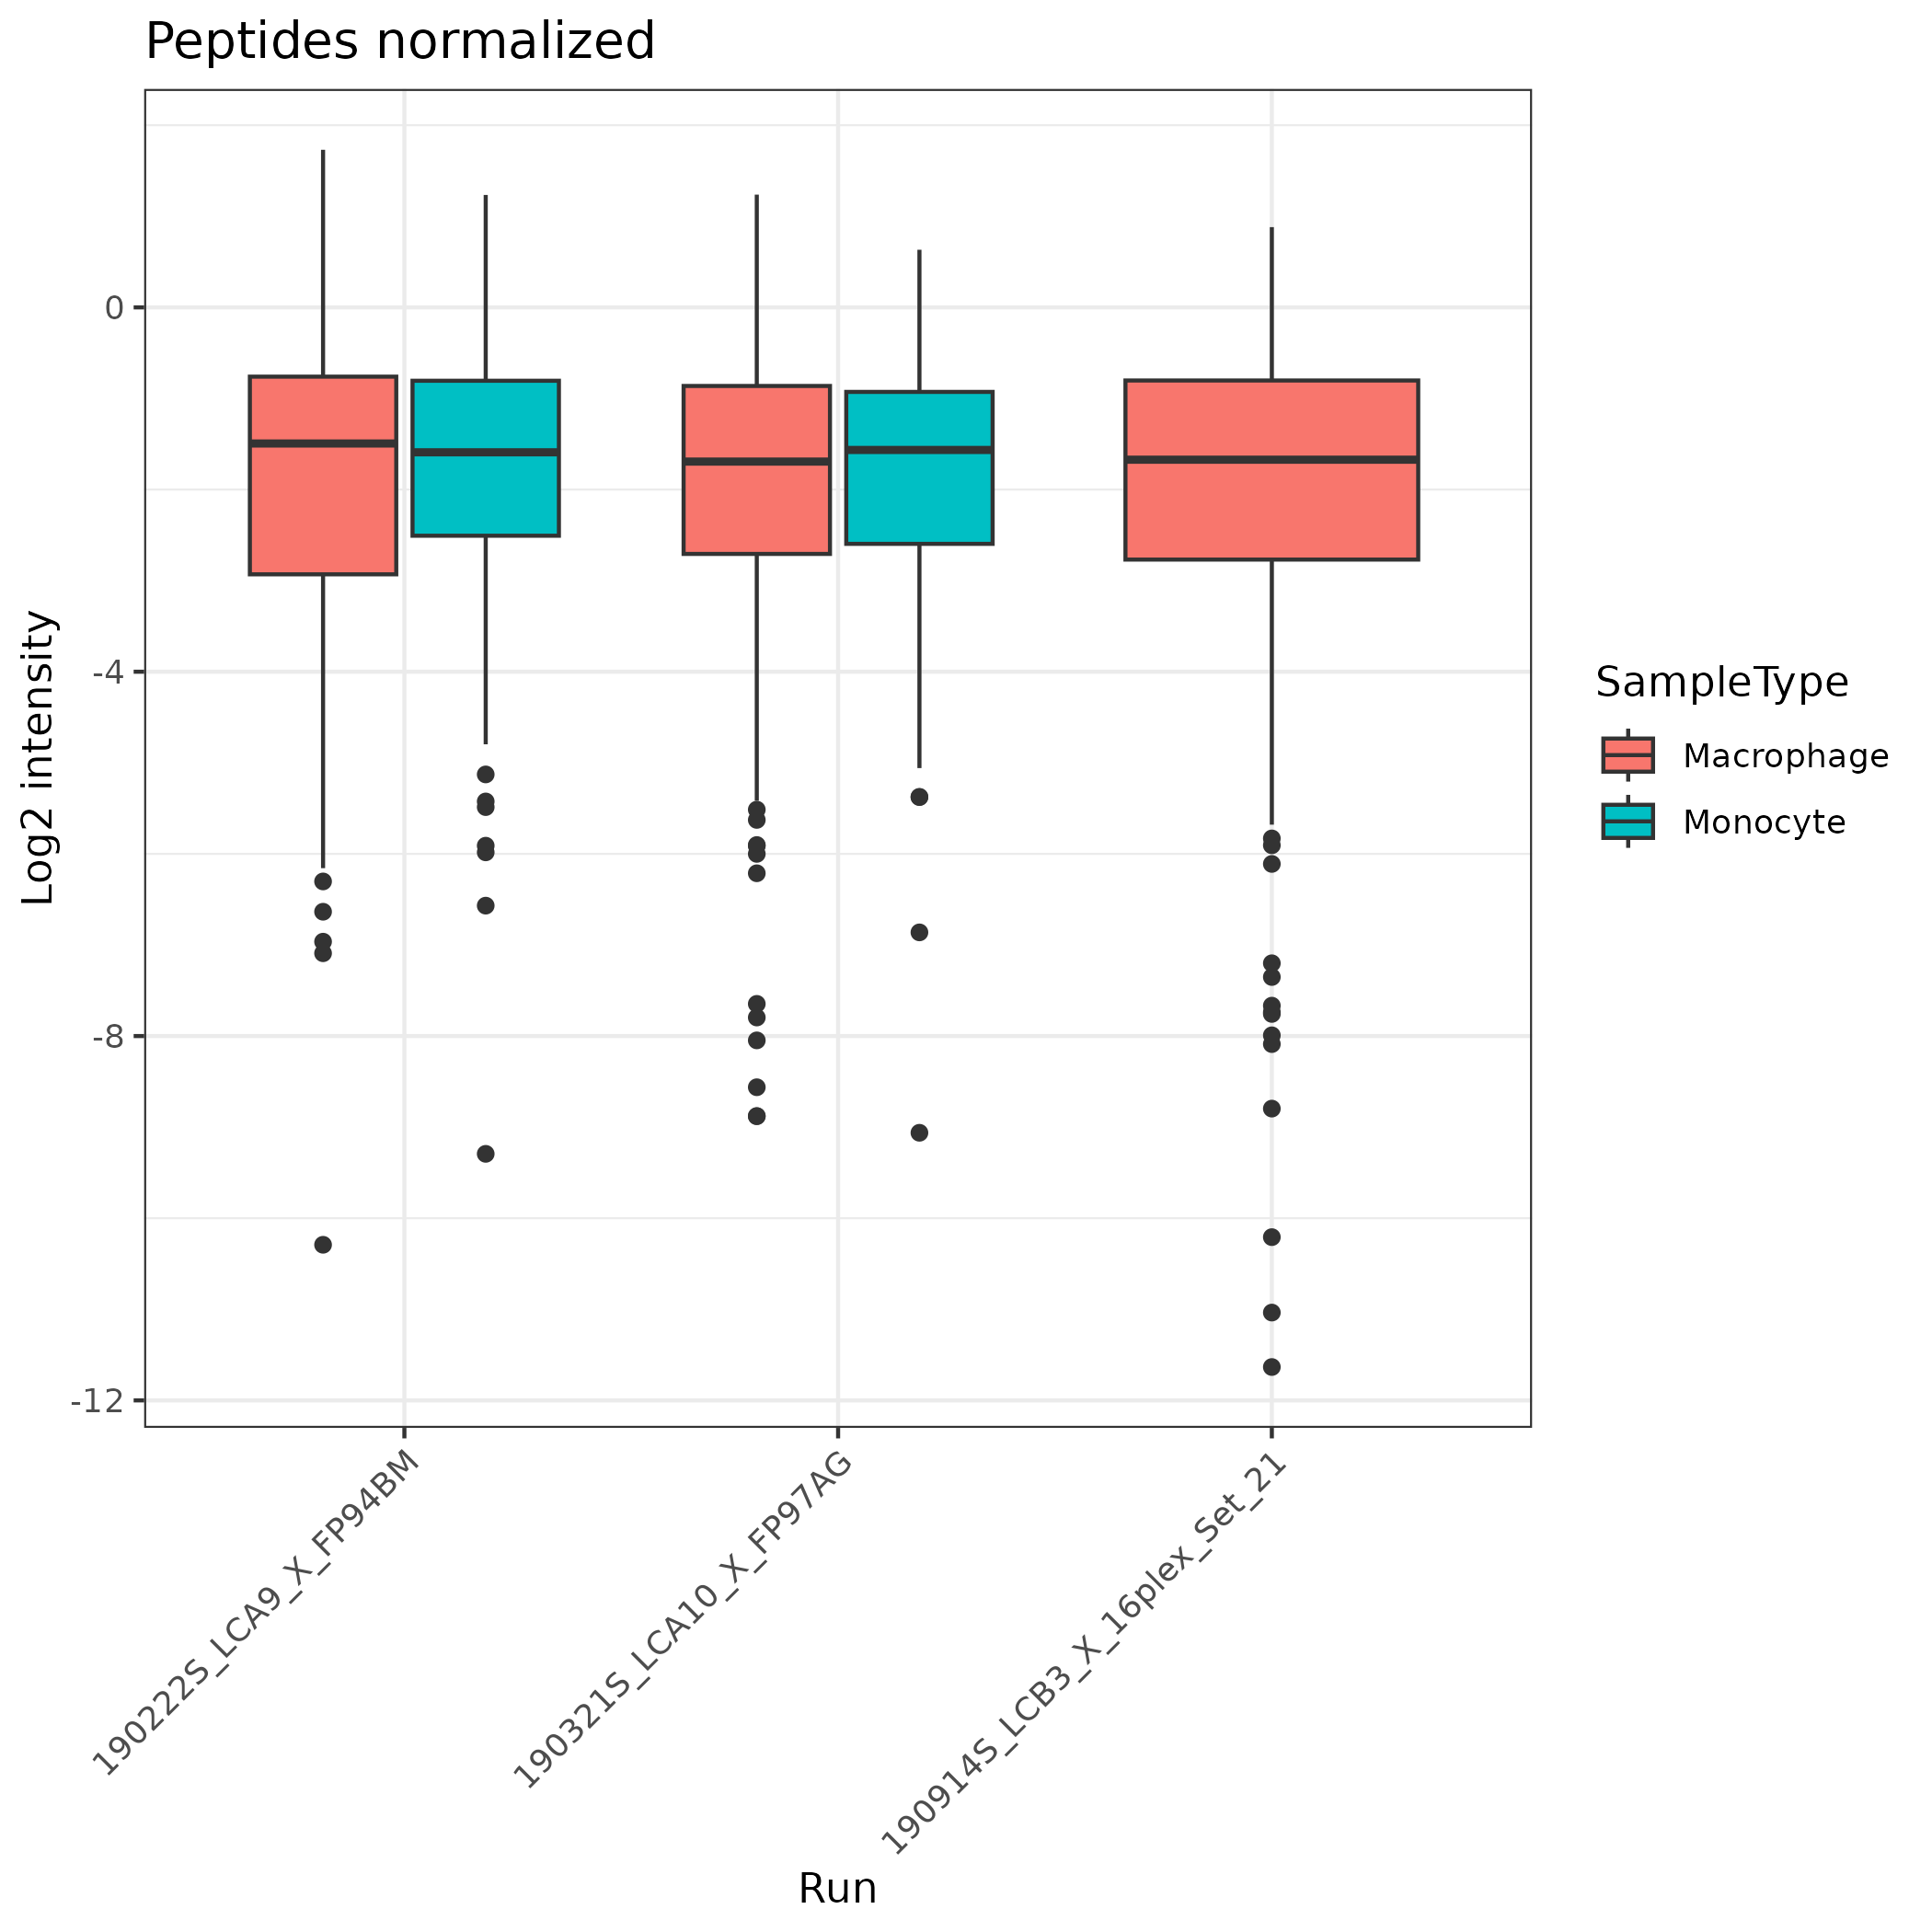 Peptides normalized
Log2 intensity
0
-4
-8
-12
190222S_LCA9_X_FP94BM
190321S_LCA10_X_FP97AG
190914S_LCB3_X_16plex_Set_21
Run
SampleType
Macrophage
Monocyte